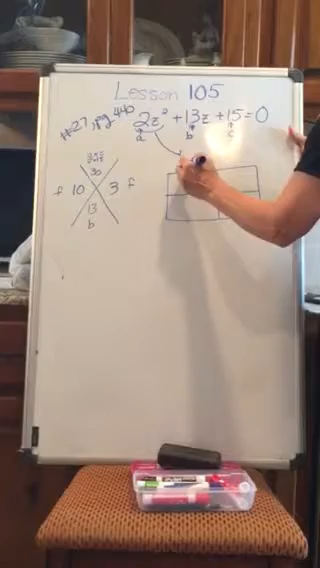 Lesson 105
#27, pg. 440 2z² + 13z + 15 = 0
a b c
30
f 10 3 f
13
b